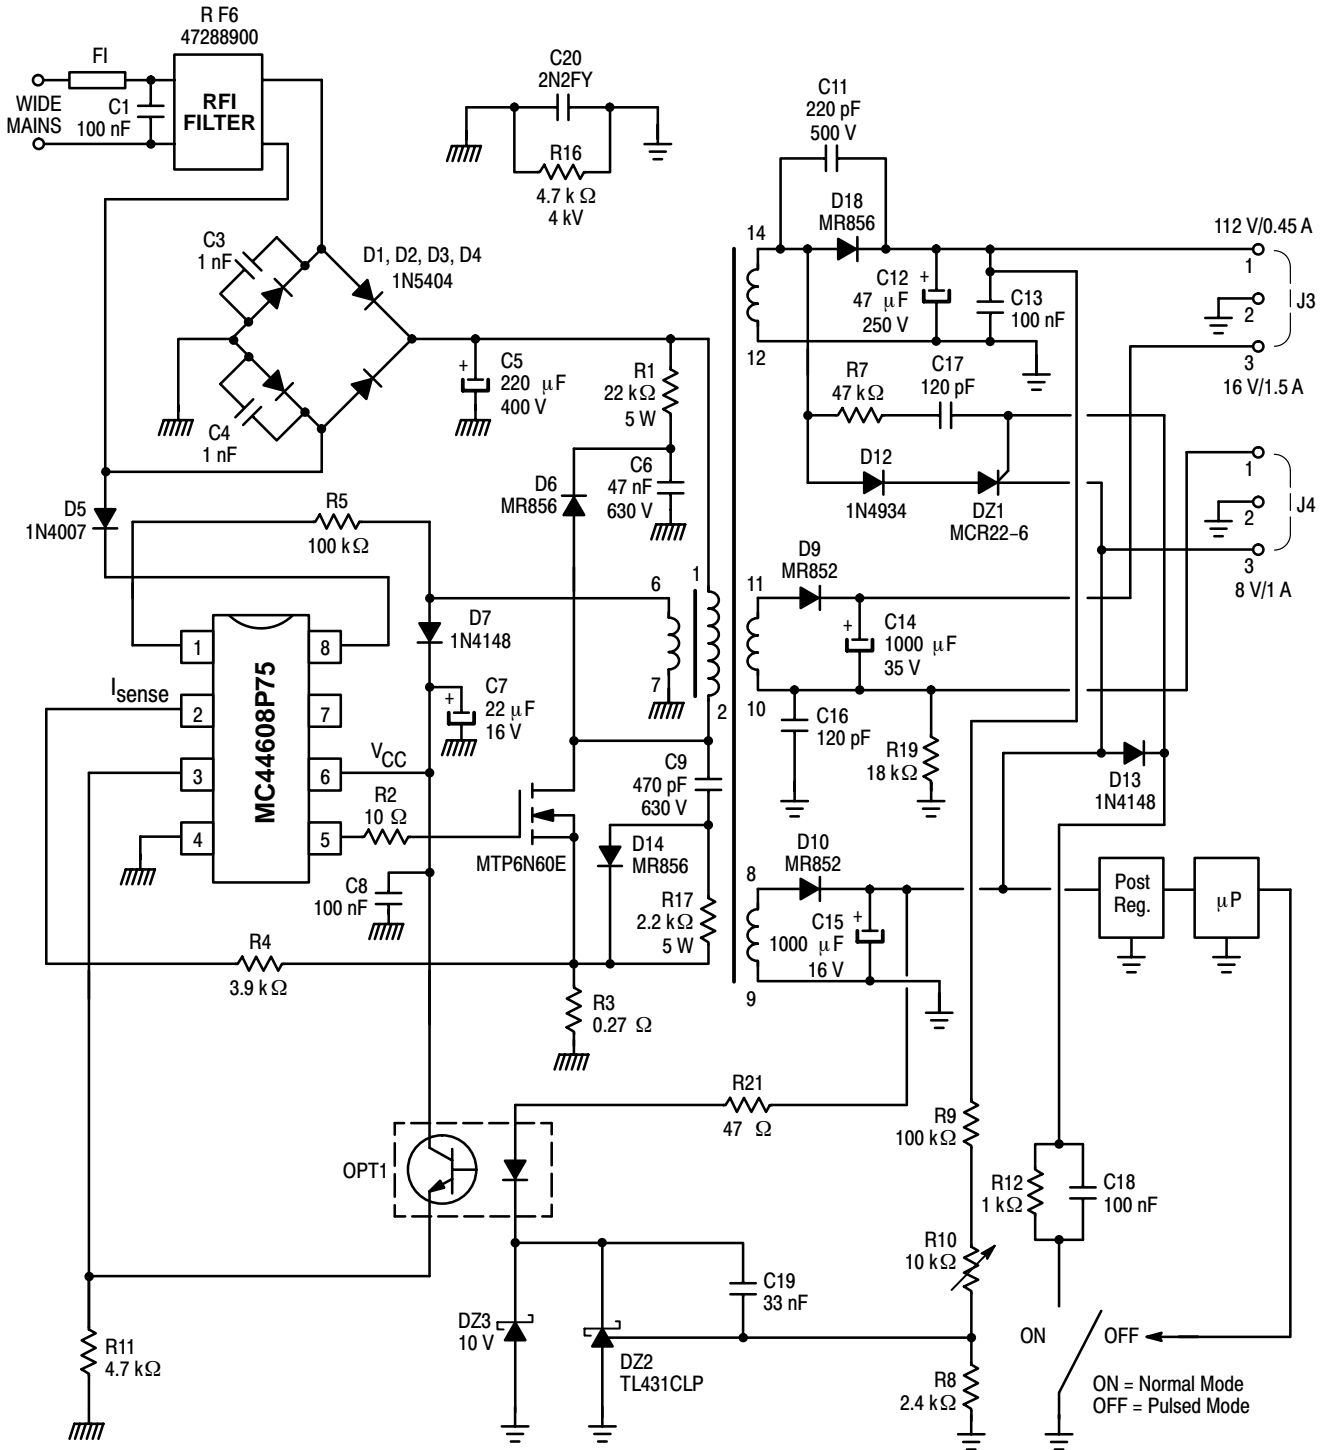 R F6
47288900
FI
WIDE
MAINS
C1
100 nF
RFI
FILTER
C20
2N2FY
R16
4.7 k Ω
4 kV
C11
220 pF
500 V
D18
MR856
14
12
C12
47 μF
250 V
+
C13
100 nF
112 V/0.45 A
1
2
3
J3
16 V/1.5 A
C3
1 nF
D1, D2, D3, D4
1N5404
C4
1 nF
+
C5
220 μF
400 V
R1
22 kΩ
5 W
C6
47 nF
630 V
D6
MR856
R7
47 kΩ
C17
120 pF
D12
1N4934
DZ1
MCR22–6
1
2
3
J4
8 V/1 A
D5
1N4007
R5
100 kΩ
D7
1N4148
6
7
1
2
11
10
D9
MR852
+
C14
1000 μF
35 V
C16
120 pF
R19
18 kΩ
D13
1N4148
MC44608P75
1
2
3
4
8
7
6
5
Isense
VCC
+
C7
22 μF
16 V
R2
10 Ω
MTP6N60E
C9
470 pF
630 V
D14
MR856
R17
2.2 kΩ
5 W
C8
100 nF
R4
3.9 kΩ
R3
0.27 Ω
8
9
D10
MR852
C15
1000 μF
16 V
+
Post
Reg.
μP
R21
47 Ω
OPT1
R9
100 kΩ
R12
1 kΩ
C18
100 nF
R10
10 kΩ
C19
33 nF
DZ3
10 V
DZ2
TL431CLP
R8
2.4 kΩ
R11
4.7 kΩ
ON
OFF
ON = Normal Mode
OFF = Pulsed Mode